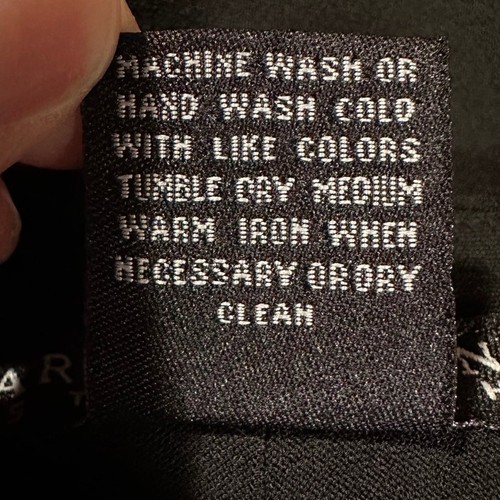 MACHINE WASH OR
HAND WASH COLD
WITH LIKE COLORS
TUMBLE DRY MEDIUM
WARM IRON WHEN
NECESSARY OR DRY
CLEAN